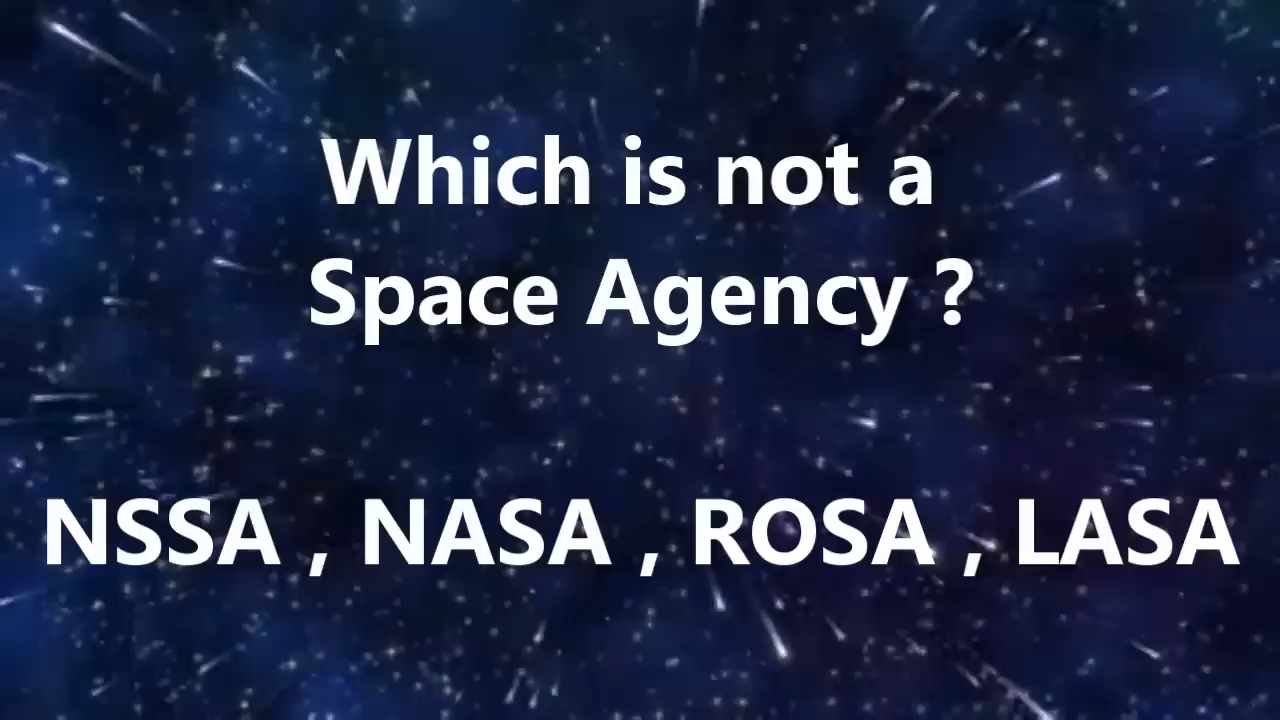 Which is not a
Space Agency ?
NSSA , NASA , ROSA , LASA